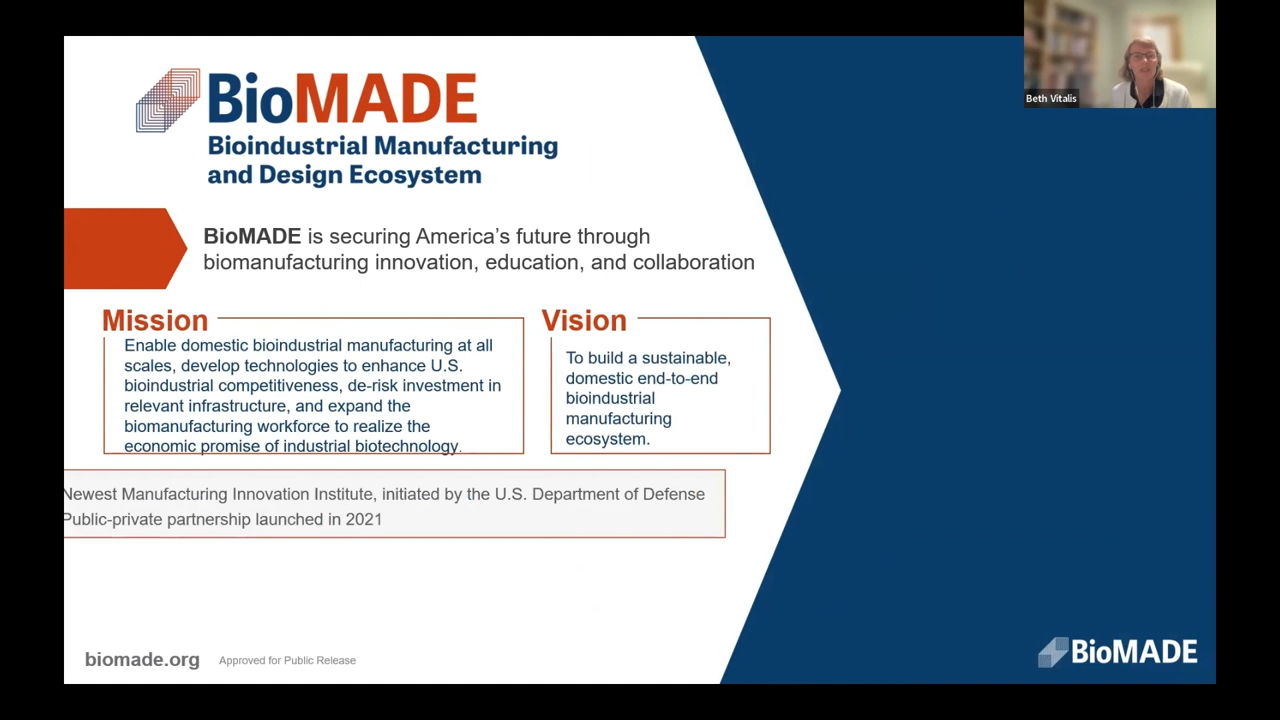 BioMADE
Bioindustrial Manufacturing
and Design Ecosystem
Beth Vitalis
BioMADE is securing America's future through
biomanufacturing innovation, education, and collaboration
Mission
Enable domestic bioindustrial manufacturing at all
scales, develop technologies to enhance U.S.
bioindustrial competitiveness, de-risk investment in
relevant infrastructure, and expand the
biomanufacturing workforce to realize the
economic promise of industrial biotechnology.
Vision
To build a sustainable,
domestic end-to-end
bioindustrial
manufacturing
ecosystem.
Newest Manufacturing Innovation Institute, initiated by the U.S. Department of Defense
Public-private partnership launched in 2021
biomade.org
Approved for Public Release
BioMADE